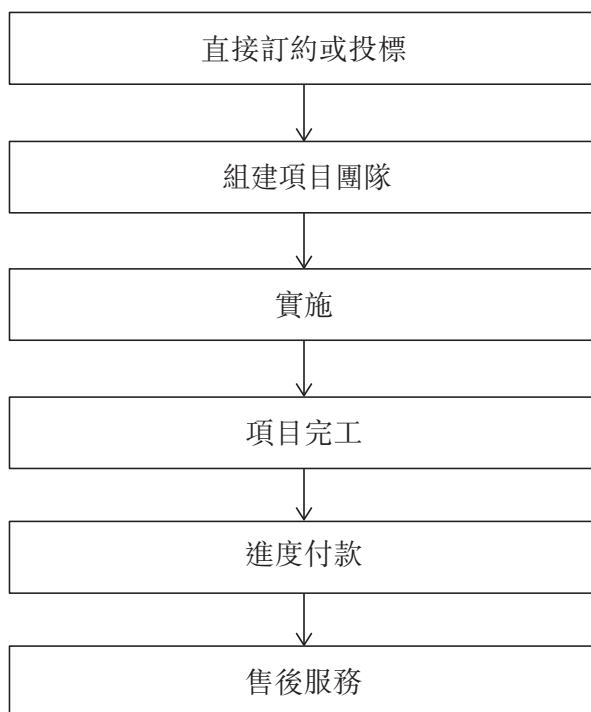 直接訂約或投標
組建項目團隊
實施
項目完工
進度付款
售後服務